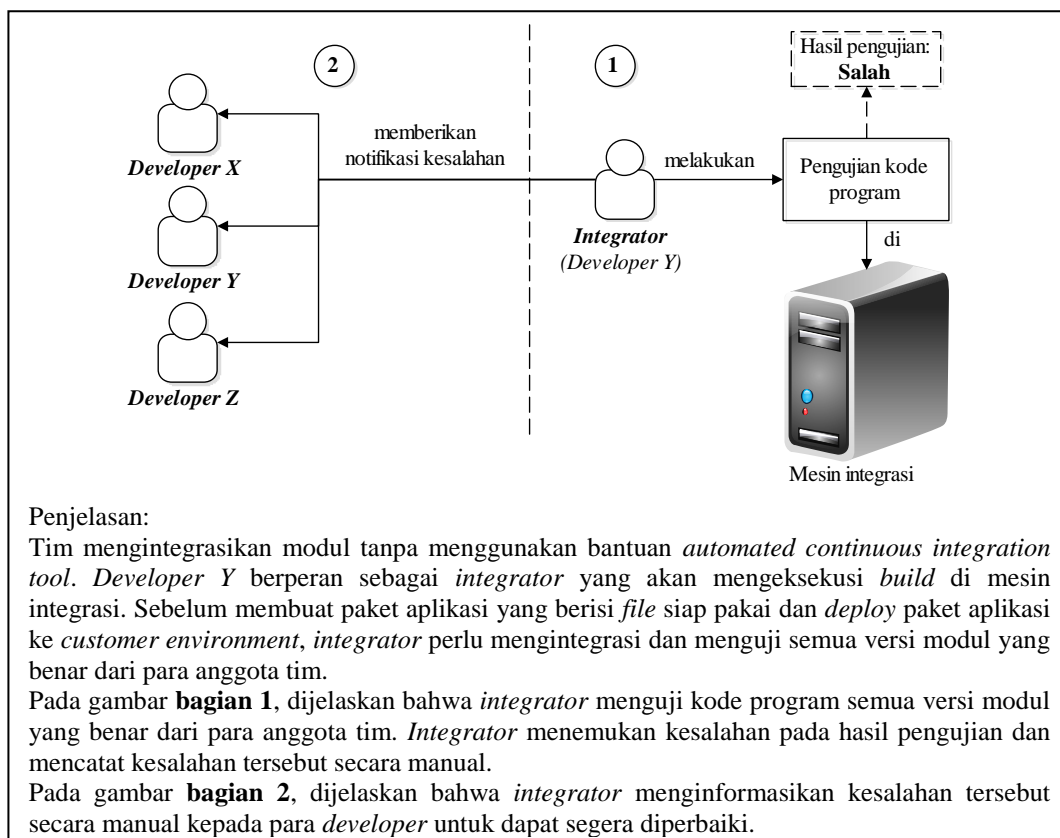 2
1
Hasil pengujian:
Salah
memberikan
notifikasi kesalahan
melakukan
Pengujian kode
program
Developer X
Integrator
(Developer Y)
di
Developer Y
Developer Z
Mesin integrasi
Penjelasan:
Tim mengintegrasikan modul tanpa menggunakan bantuan automated continuous integration
tool. Developer Y berperan sebagai integrator yang akan mengeksekusi build di mesin
integrasi. Sebelum membuat paket aplikasi yang berisi file siap pakai dan deploy paket aplikasi
ke customer environment, integrator perlu mengintegrasi dan menguji semua versi modul yang
benar dari para anggota tim.
Pada gambar bagian 1, dijelaskan bahwa integrator menguji kode program semua versi modul
yang benar dari para anggota tim. Integrator menemukan kesalahan pada hasil pengujian dan
mencatat kesalahan tersebut secara manual.
Pada gambar bagian 2, dijelaskan bahwa integrator menginformasikan kesalahan tersebut
secara manual kepada para developer untuk dapat segera diperbaiki.